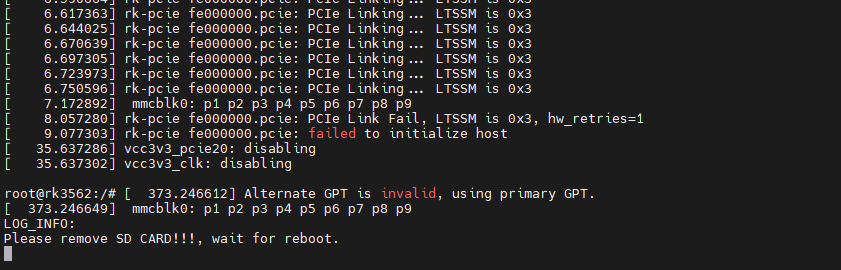 [    6.617363] rk-pcie fe000000.pcie: PCIe Linking... LTSSM is 0x3
[    6.644025] rk-pcie fe000000.pcie: PCIe Linking... LTSSM is 0x3
[    6.670639] rk-pcie fe000000.pcie: PCIe Linking... LTSSM is 0x3
[    6.697305] rk-pcie fe000000.pcie: PCIe Linking... LTSSM is 0x3
[    6.723973] rk-pcie fe000000.pcie: PCIe Linking... LTSSM is 0x3
[    6.750596] rk-pcie fe000000.pcie: PCIe Linking... LTSSM is 0x3
[    7.172892]  mmcblk0: p1 p2 p3 p4 p5 p6 p7 p8 p9
[    8.057280] rk-pcie fe000000.pcie: PCIe Link Fail, LTSSM is 0x3, hw_retries=1
[    9.077303] rk-pcie fe000000.pcie: failed to initialize host
[   35.637286] vcc3v3_pcie20: disabling
[   35.637302] vcc3v3_clk: disabling
root@rk3562:/# [  373.246612] Alternate GPT is invalid, using primary GPT.
[  373.246649]  mmcblk0: p1 p2 p3 p4 p5 p6 p7 p8 p9
LOG_INFO:
Please remove SD CARD!!!, wait for reboot.